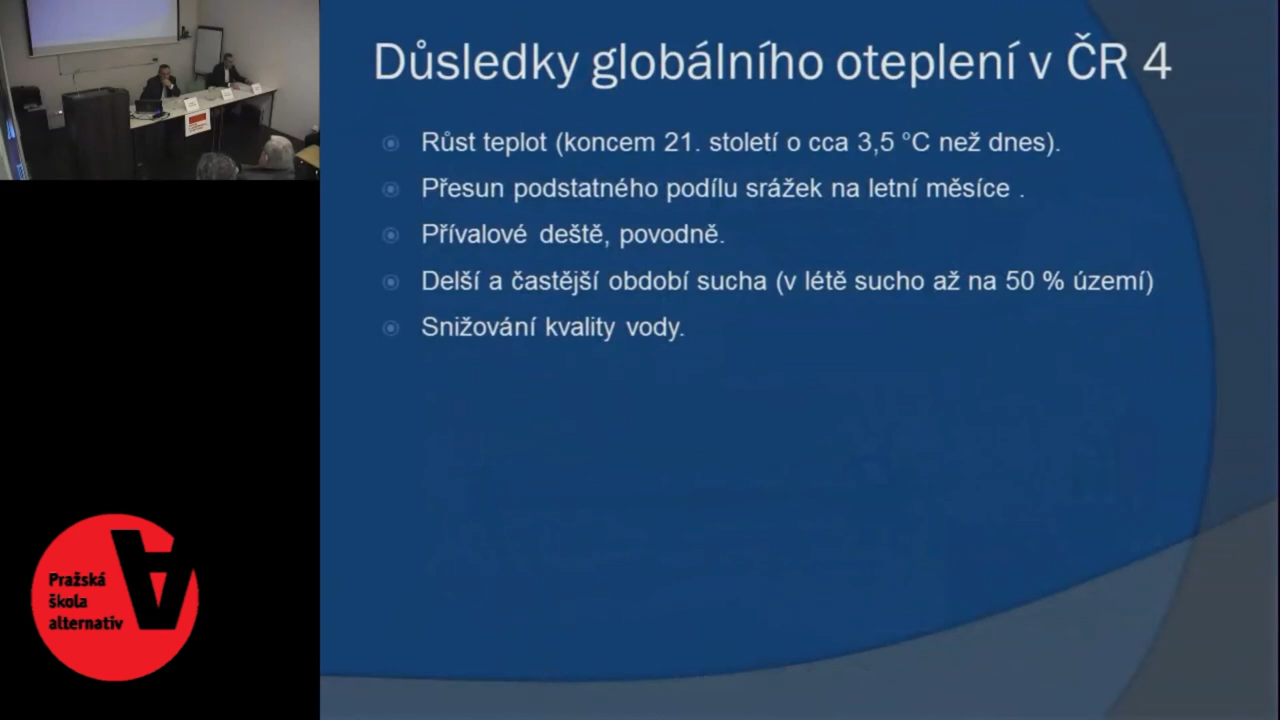 Důsledky globálního oteplení v ČR 4
Růst teplot (koncem 21. století o cca 3,5 °C než dnes).
Přesun podstatného podílu srážek na letní měsíce .
Přívalové deště, povodně.
Delší a častější období sucha (v létě sucho až na 50 % území)
Snižování kvality vody.
Pražská
škola
alternativ